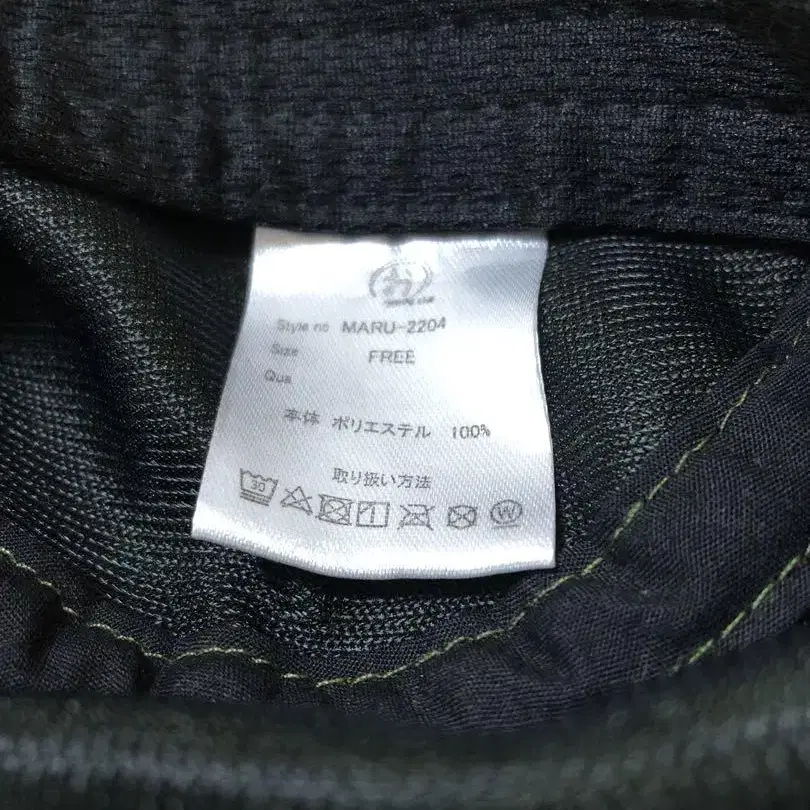 Style no MARU-2204
Size FREE
Qua
本体 ポリエステル 100%
取り扱い方法
30
W